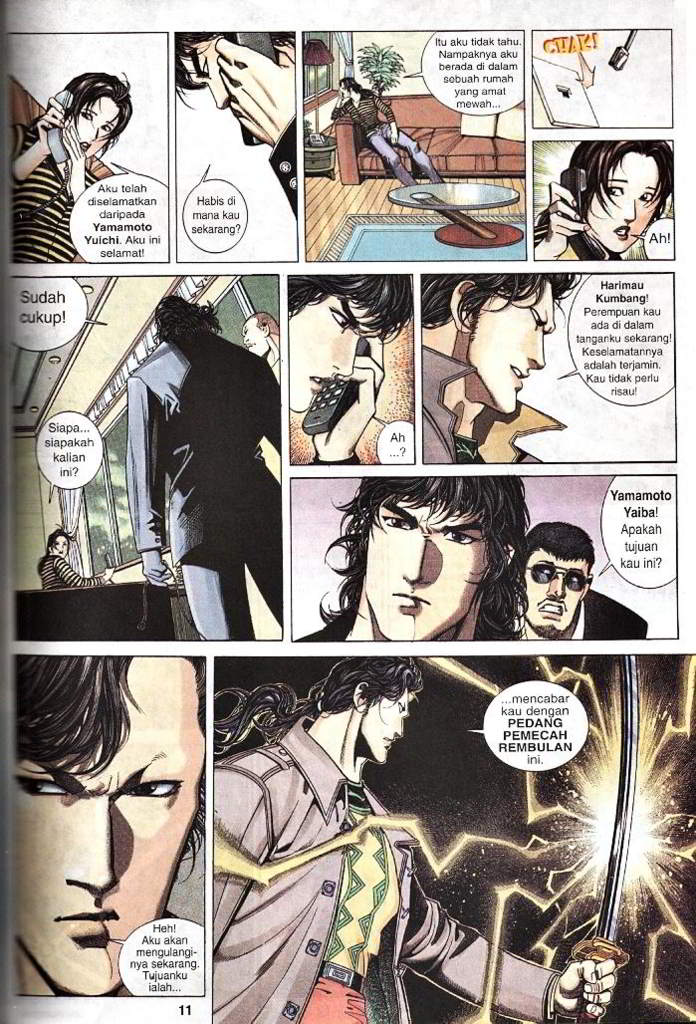 Aku telah
diselamatkan
daripada
Yamamoto
Yuichi. Aku ini
selamat!
Habis di
mana kau
sekarang?
Itu aku tidak tahu.
Nampaknya aku
berada di dalam
sebuah rumah
yang amat
mewah...
CHAK!
Ah!
Sudah
cukup!
Siapa...
siapakah
kalian
ini?
Ah
...?
Harimau
Kumbang!
Perempuan kau
ada di dalam
tanganku sekarang!
Keselamatannya
adalah terjamin.
Kau tidak perlu
risau!
Yamamoto
Yaiba!
Apakah
tujuan
kau ini?
Heh!
Aku akan
mengulangi-
nya sekarang.
Tujuanku
ialah...
...mencabar
kau dengan
PEDANG
PEMECAH
REMBULAN
ini.
11